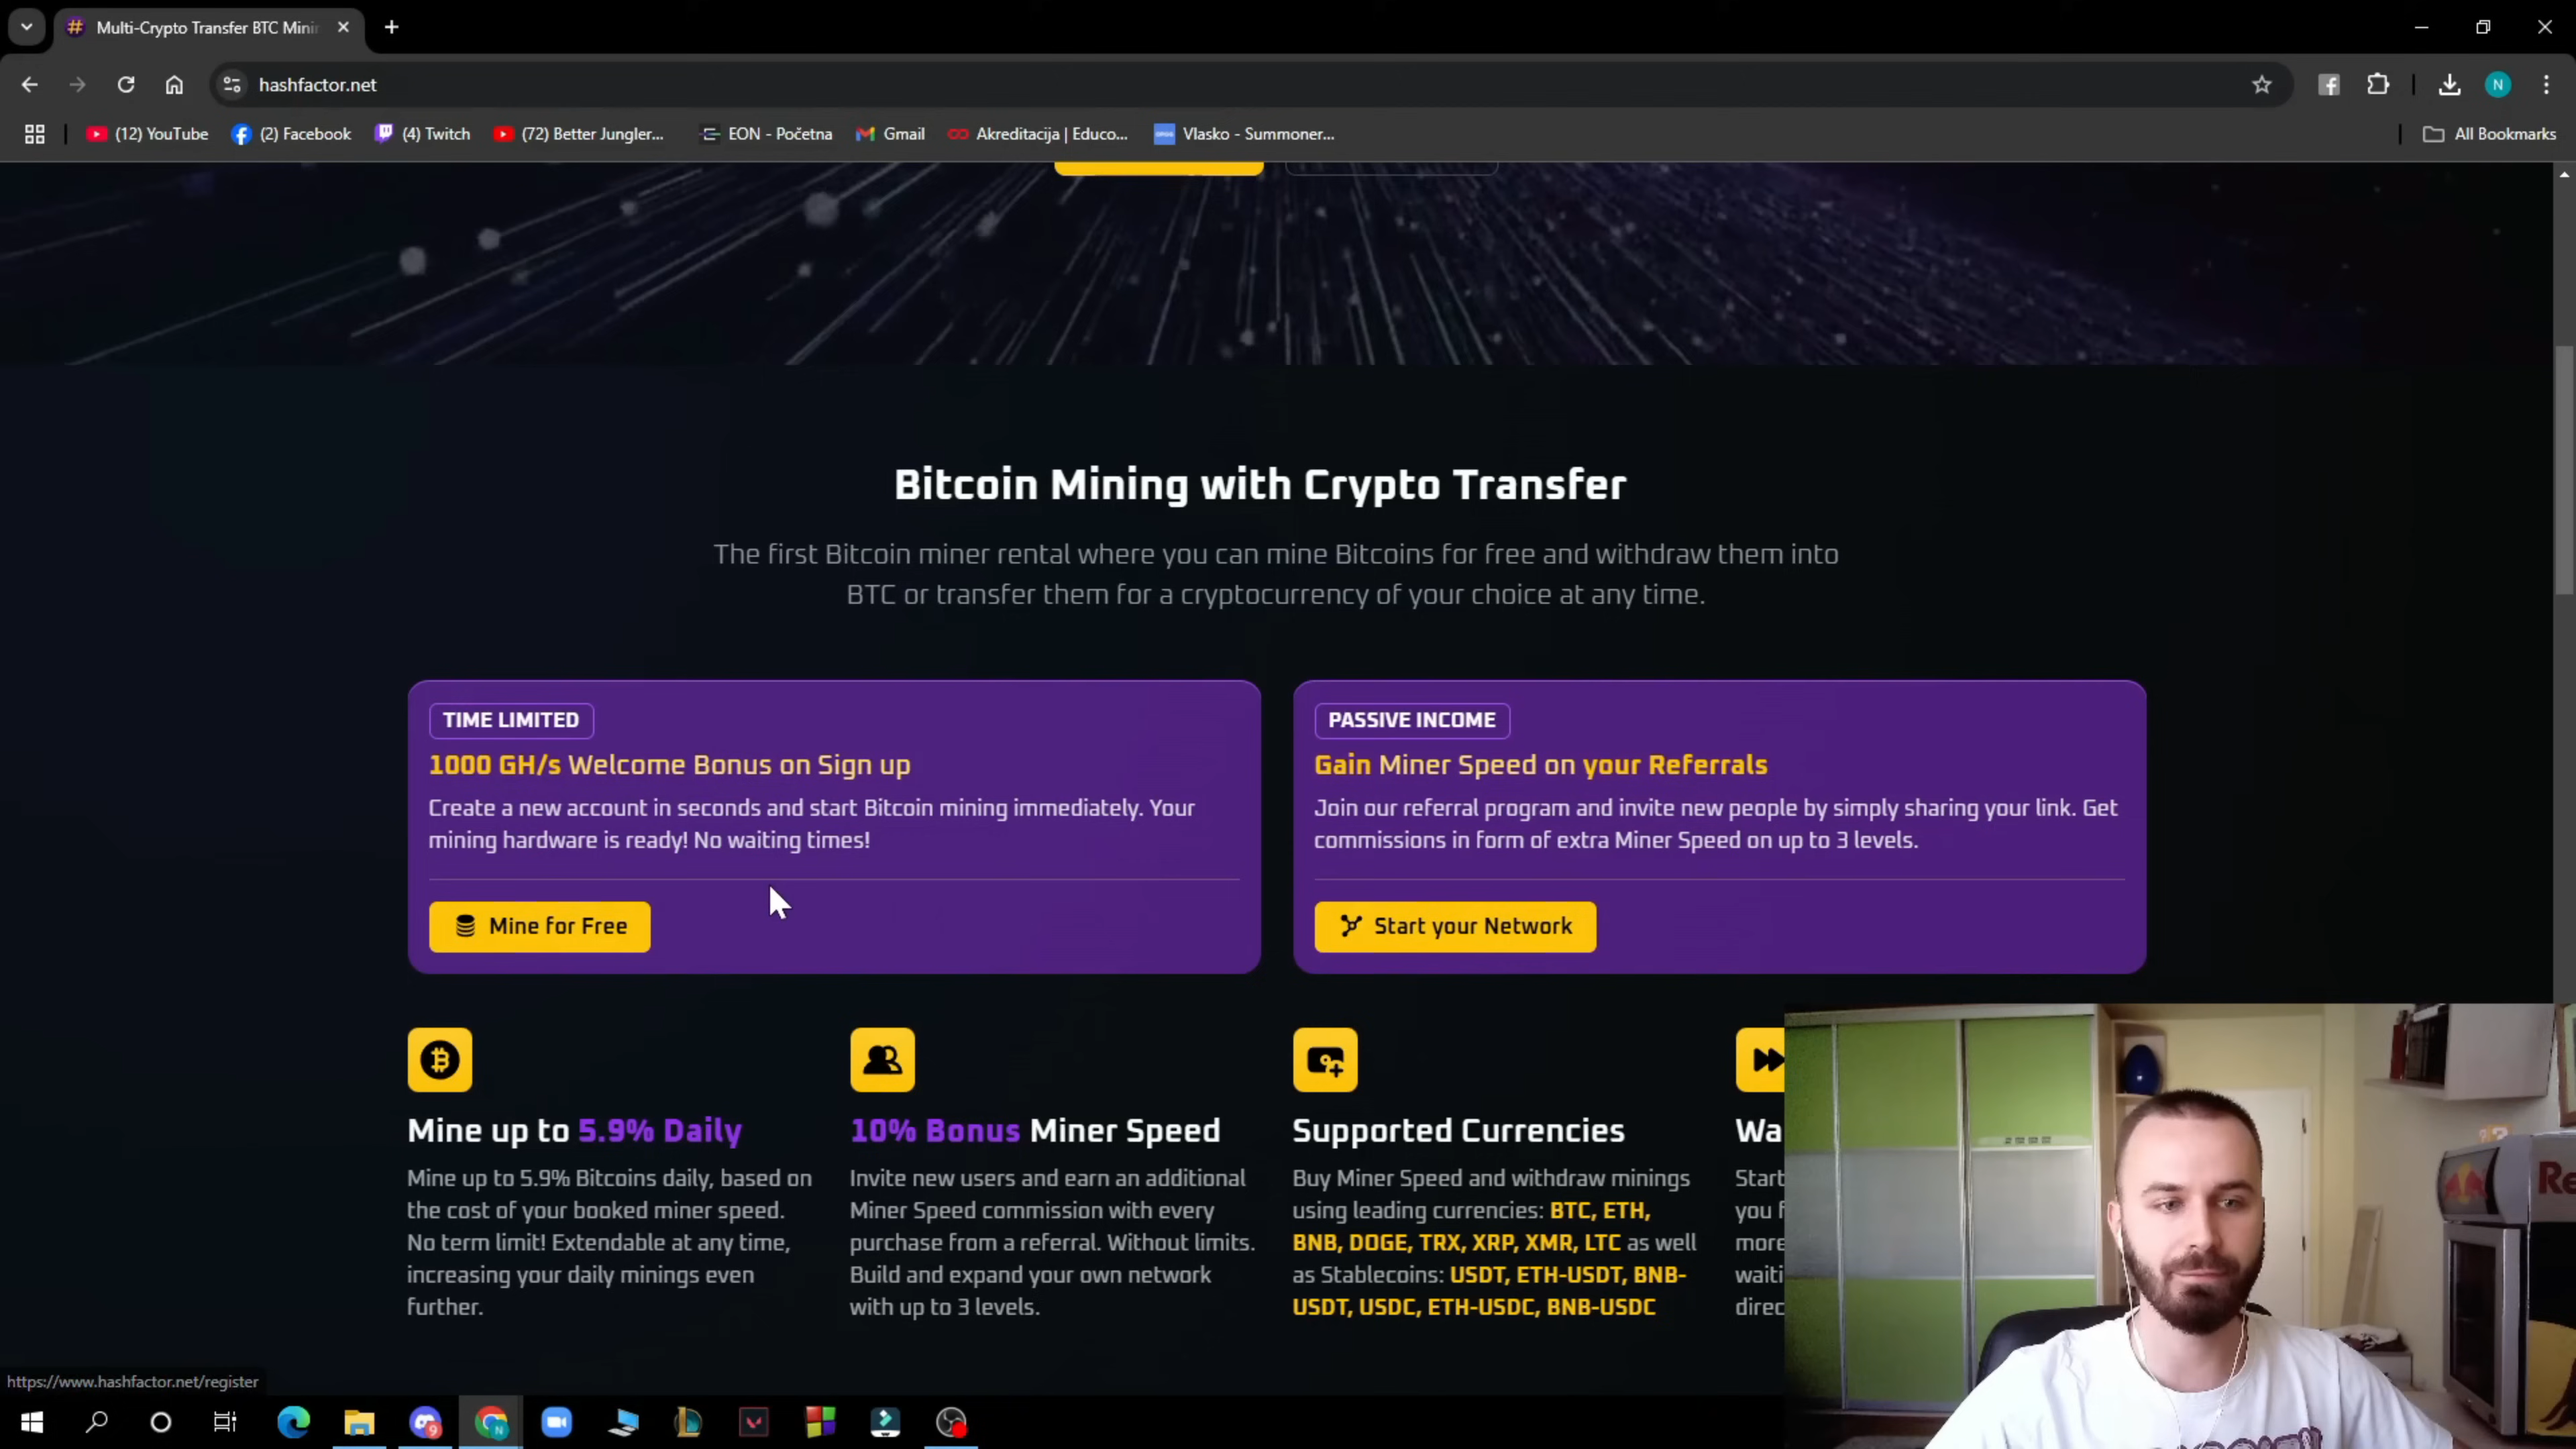 Multi-Crypto Transfer BTC Mini
hashfactor.net
N
(12) YouTube
(2) Facebook
(4) Twitch
(72) Better Jungler...
EON - Početna
Gmail
Akreditacija | Educo...
Vlasko - Summoner...
All Bookmarks
Bitcoin Mining with Crypto Transfer
The first Bitcoin miner rental where you can mine Bitcoins for free and withdraw them into
BTC or transfer them for a cryptocurrency of your choice at any time.
TIME LIMITED
1000 GH/s Welcome Bonus on Sign up
Create a new account in seconds and start Bitcoin mining immediately. Your
mining hardware is ready! No waiting times!
Mine for Free
PASSIVE INCOME
Gain Miner Speed on your Referrals
Join our referral program and invite new people by simply sharing your link. Get
commissions in form of extra Miner Speed on up to 3 levels.
Start your Network
Mine up to 5.9% Daily
Mine up to 5.9% Bitcoins daily, based on
the cost of your booked miner speed.
No term limit! Extendable at any time,
increasing your daily minings even
further.
10% Bonus Miner Speed
Invite new users and earn an additional
Miner Speed commission with every
purchase from a referral. Without limits.
Build and expand your own network
with up to 3 levels.
Supported Currencies
Buy Miner Speed and withdraw minings
using leading currencies: BTC, ETH,
BNB, DOGE, TRX, XRP, XMR, LTC as well
as Stablecoins: USDT, ETH-USDT, BNB-
USDT, USDC, ETH-USDC, BNB-USDC
Wa
Start
you f
more
waiti
direc
Re
https://www.hashfactor.net/register
9
N